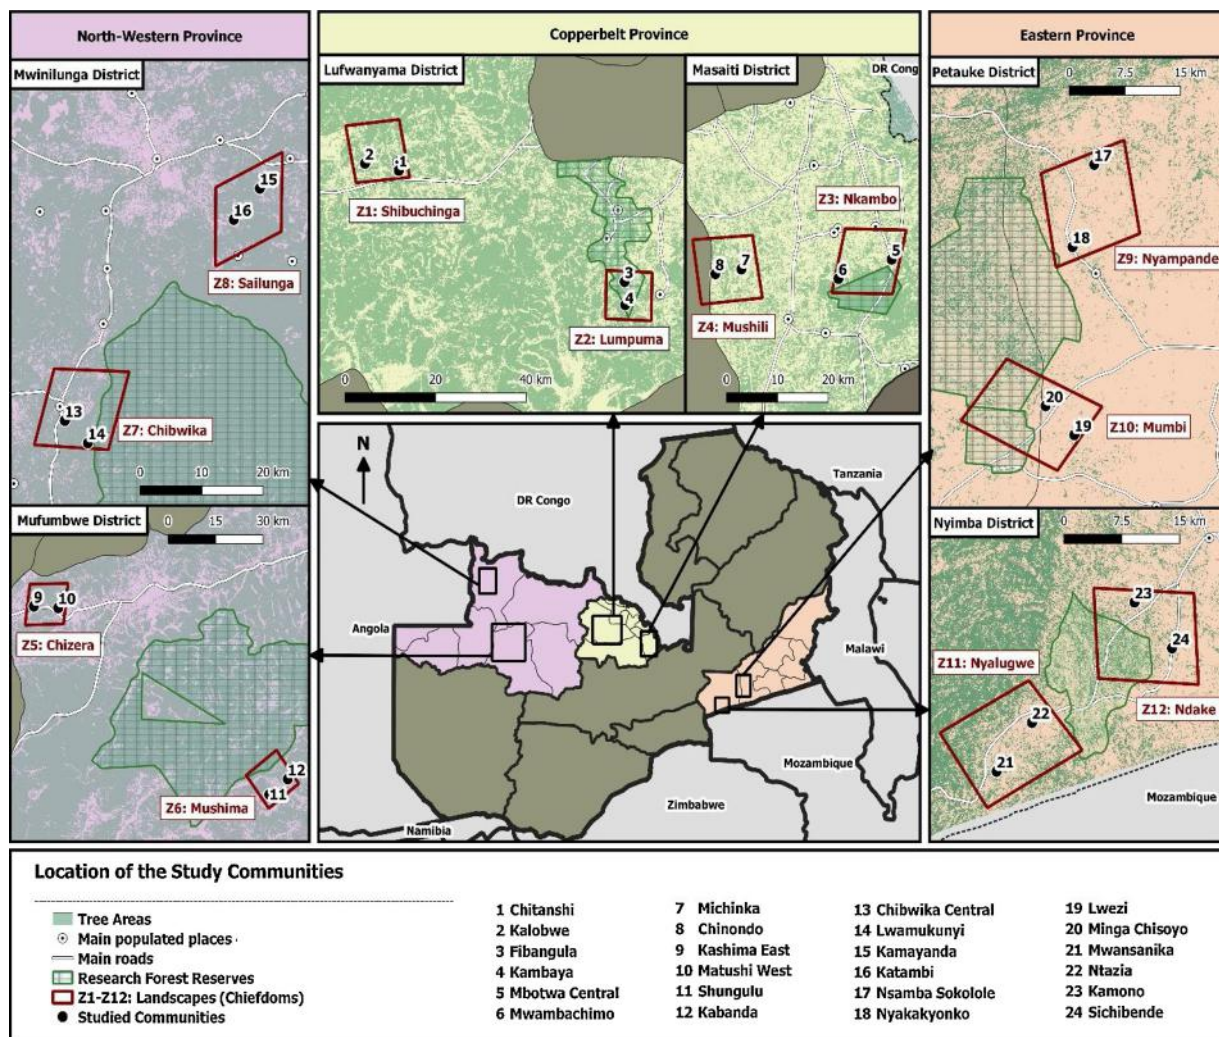 North-Western Province
Copperbelt Province
Eastern Province
Mwinilunga District
15
16
Z8: Sailunga
13
14
Z7: Chibwika
0 10 20 km
Mufumbwe District
0 15 30 km
9 10
Z5: Chizera
12
11
Z6: Mushima
Lufwanyama District
2 1
Z1: Shibuchinga
3
4
Z2: Lumpuma
0 20 40 km
Masaiti District
DR Cong
Z3: Nkambo
5
6
8 7
Z4: Mushili
0 10 20 km
Petauke District
0 7.5 15 km
17
18
Z9: Nyampande
20
19
Z10: Mumbi
Nyimba District
0 7.5 15 km
23
24
Z11: Nyalugwe
Z12: Ndake
22
21
Mozambique
N
DR Congo
Tanzania
Angola
Malawi
Mozambique
Zimbabwe
Namibia
Location of the Study Communities
Tree Areas
Main populated places
Main roads
Research Forest Reserves
Z1-Z12: Landscapes (Chiefdoms)
Studied Communities
1 Chitanshi
2 Kalobwe
3 Fibangula
4 Kambaya
5 Mbotwa Central
6 Mwambachimo
7 Michinka
8 Chinondo
9 Kashima East
10 Matushi West
11 Shungulu
12 Kabanda
13 Chibwika Central
14 Lwamukunyi
15 Kamayanda
16 Katambi
17 Nsamba Sokolole
18 Nyakakyonko
19 Lwezi
20 Minga Chisoyo
21 Mwansanika
22 Ntazia
23 Kamono
24 Sichibende